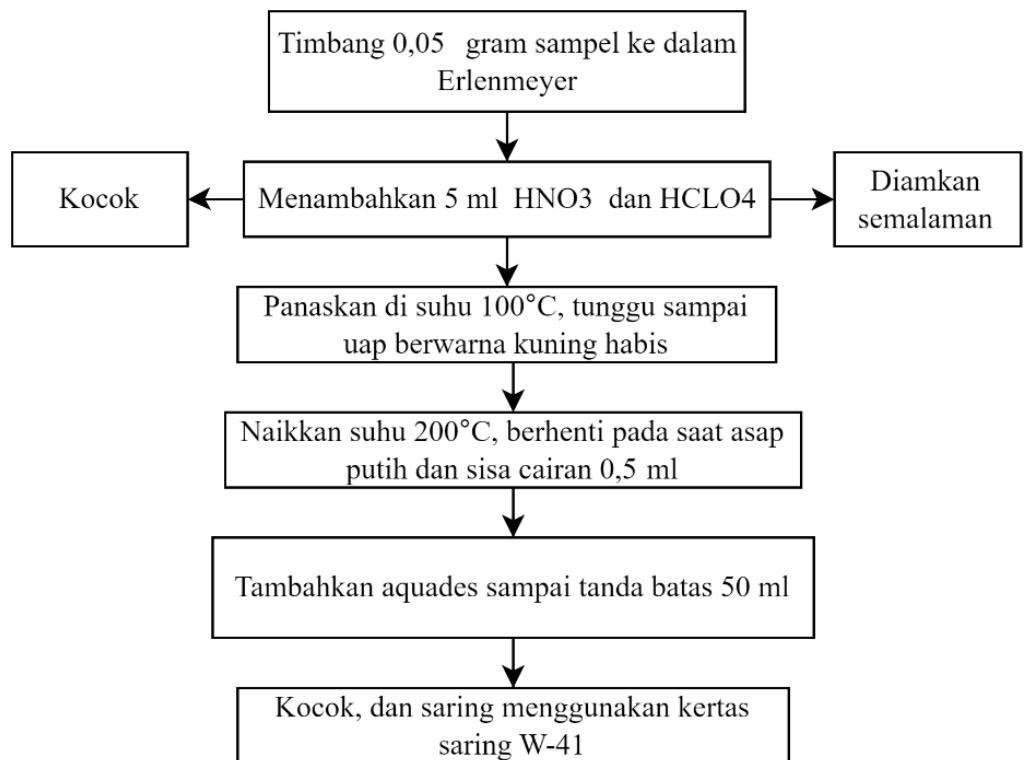 Timbang 0,05 gram sampel ke dalam
Erlenmeyer
Kocok
Menambahkan 5 ml HNO3 dan HCLO4
Diamkan
semalaman
Panaskan di suhu 100°C, tunggu sampai
uap berwarna kuning habis
Naikkan suhu 200°C, berhenti pada saat asap
putih dan sisa cairan 0,5 ml
Tambahkan aquades sampai tanda batas 50 ml
Kocok, dan saring menggunakan kertas
saring W-41